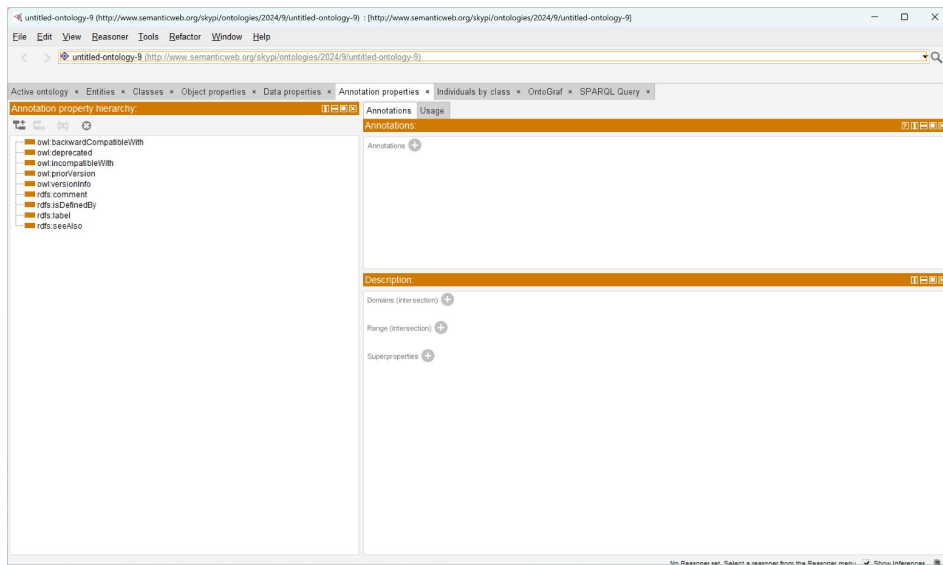 untitled-ontology-9 (http://www.semanticweb.org/skypi/ontologies/2024/9/untitled-ontology-9) : [http://www.semanticweb.org/skypi/ontologies/2024/9/untitled-ontology-9]
File Edit View Reasoner Tools Refactor Window Help
untitled-ontology-9 (http://www.semanticweb.org/skypi/ontologies/2024/9/untitled-ontology-9)
Active ontology × Entities × Classes × Object properties × Data properties × Annotation properties × Individuals by class × OntoGraf × SPARQL Query ×
Annotation property hierarchy:
owl:backwardCompatibleWith
owl:deprecated
owl:incompatibleWith
owl:priorVersion
owl:versionInfo
rdfs:comment
rdfs:isDefinedBy
rdfs:label
rdfs:seeAlso
Annotations Usage
Annotations:
Annotations
Description:
Domains (intersection)
Range (intersection)
Superproperties
No Reasoner set. Select a reasoner from the Reasoner menu Show Inferences